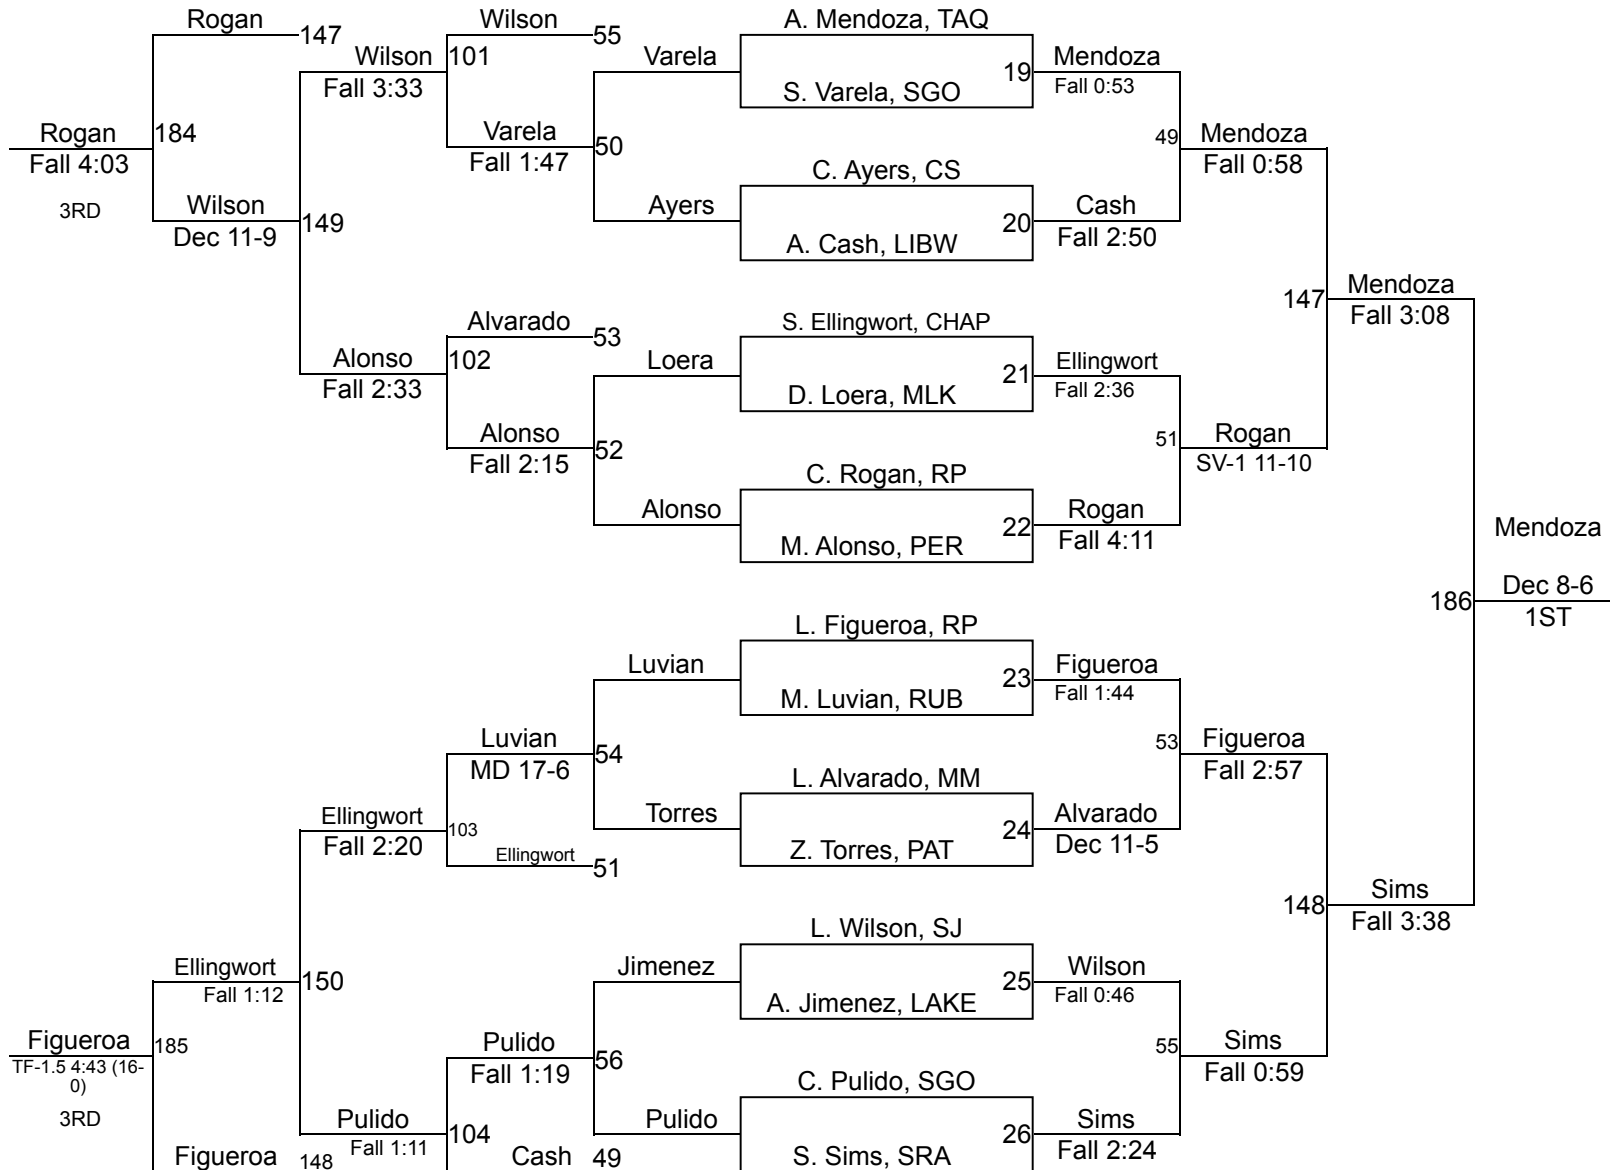 Rogan
147
Wilson
Fall 3:33
Wilson
101
55
Varela
A. Mendoza, TAQ
S. Varela, SGO
19
Mendoza
Fall 0:53
Rogan
Fall 4:03
3RD
184
Wilson
Dec 11-9
149
Varela
Fall 1:47
50
Ayers
C. Ayers, CS
A. Cash, LIBW
20
Cash
Fall 2:50
49
Mendoza
Fall 0:58
Alonso
Fall 2:33
Alvarado
102
53
Loera
S. Ellingwort, CHAP
D. Loera, MLK
21
Ellingwort
Fall 2:36
147
Mendoza
Fall 3:08
Alonso
Fall 2:15
52
Alonso
C. Rogan, RP
M. Alonso, PER
22
Rogan
Fall 4:11
51
Rogan
SV-1 11-10
Mendoza
186
Dec 8-6
1ST
Luvian
L. Figueroa, RP
M. Luvian, RUB
23
Figueroa
Fall 1:44
Luvian
MD 17-6
54
Torres
L. Alvarado, MM
Z. Torres, PAT
24
Alvarado
Dec 11-5
53
Figueroa
Fall 2:57
Ellingwort
Fall 2:20
103
Ellingwort
51
148
Sims
Fall 3:38
Ellingwort
Fall 1:12
150
Jimenez
L. Wilson, SJ
A. Jimenez, LAKE
25
Wilson
Fall 0:46
Figueroa
TF-1.5 4:43 (16-
0)
3RD
185
Pulido
Fall 1:19
56
Pulido
C. Pulido, SGO
S. Sims, SRA
26
Sims
Fall 2:24
55
Sims
Fall 0:59
Pulido
Fall 1:11
104
Figueroa
148
Cash
49